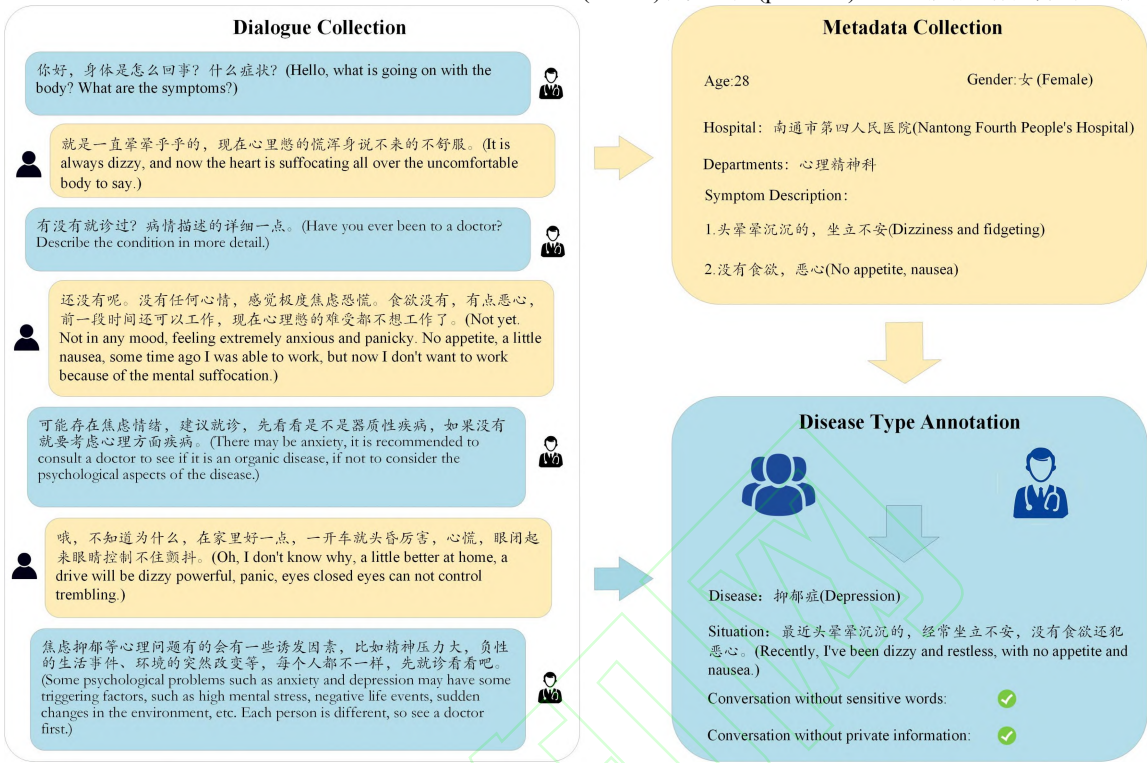 Dialogue Collection
你好，身体是怎么回事？什么症状？(Hello, what is going on with the
body? What are the symptoms?)
就是一直晕晕乎乎的，现在心里憋的慌浑身说不来的不舒服。(It is
always dizzy, and now the heart is suffocating all over the uncomfortable
body to say.)
有没有就诊过？病情描述的详细一点。(Have you ever been to a doctor?
Describe the condition in more detail.)
还没有呢。没有任何心情，感觉极度焦虑恐慌。食欲没有，有点恶心，
前一段时间还可以工作，现在心理憋的难受都不想工作了。(Not yet.
Not in any mood, feeling extremely anxious and panicky. No appetite, a little
nausea, some time ago I was able to work, but now I don't want to work
because of the mental suffocation.)
可能存在焦虑情绪，建议就诊，先看看是不是器质性疾病，如果没有
就要考虑心理方面疾病。(There may be anxiety, it is recommended to
consult a doctor to see if it is an organic disease, if not to consider the
psychological aspects of the disease.)
哦，不知道为什么，在家里好一点，一开车就头昏厉害，心慌，眼闭起
来眼睛控制不住颤抖。(Oh, I don't know why, a little better at home, a
drive will be dizzy powerful, panic, eyes closed eyes can not control
trembling.)
焦虑抑郁等心理问题有的会有一些诱发因素，比如精神压力大，负性
的生活事件、环境的突然改变等，每个人都不一样，先就诊看看吧。
(Some psychological problems such as anxiety and depression may have some
triggering factors, such as high mental stress, negative life events, sudden
changes in the environment, etc. Each person is different, so see a doctor
first.)
Metadata Collection
Age:28 Gender:女 (Female)
Hospital：南通市第四人民医院(Nantong Fourth People's Hospital)
Departments：心理精神科
Symptom Description：
1.头晕晕沉沉的，坐立不安(Dizziness and fidgeting)
2.没有食欲，恶心(No appetite, nausea)
Disease Type Annotation
Disease：抑郁症(Depression)
Situation：最近头晕晕沉沉的，经常坐立不安，没有食欲还犯
恶心。(Recently, I've been dizzy and restless, with no appetite and
nausea.)
Conversation without sensitive words:
Conversation without private information: